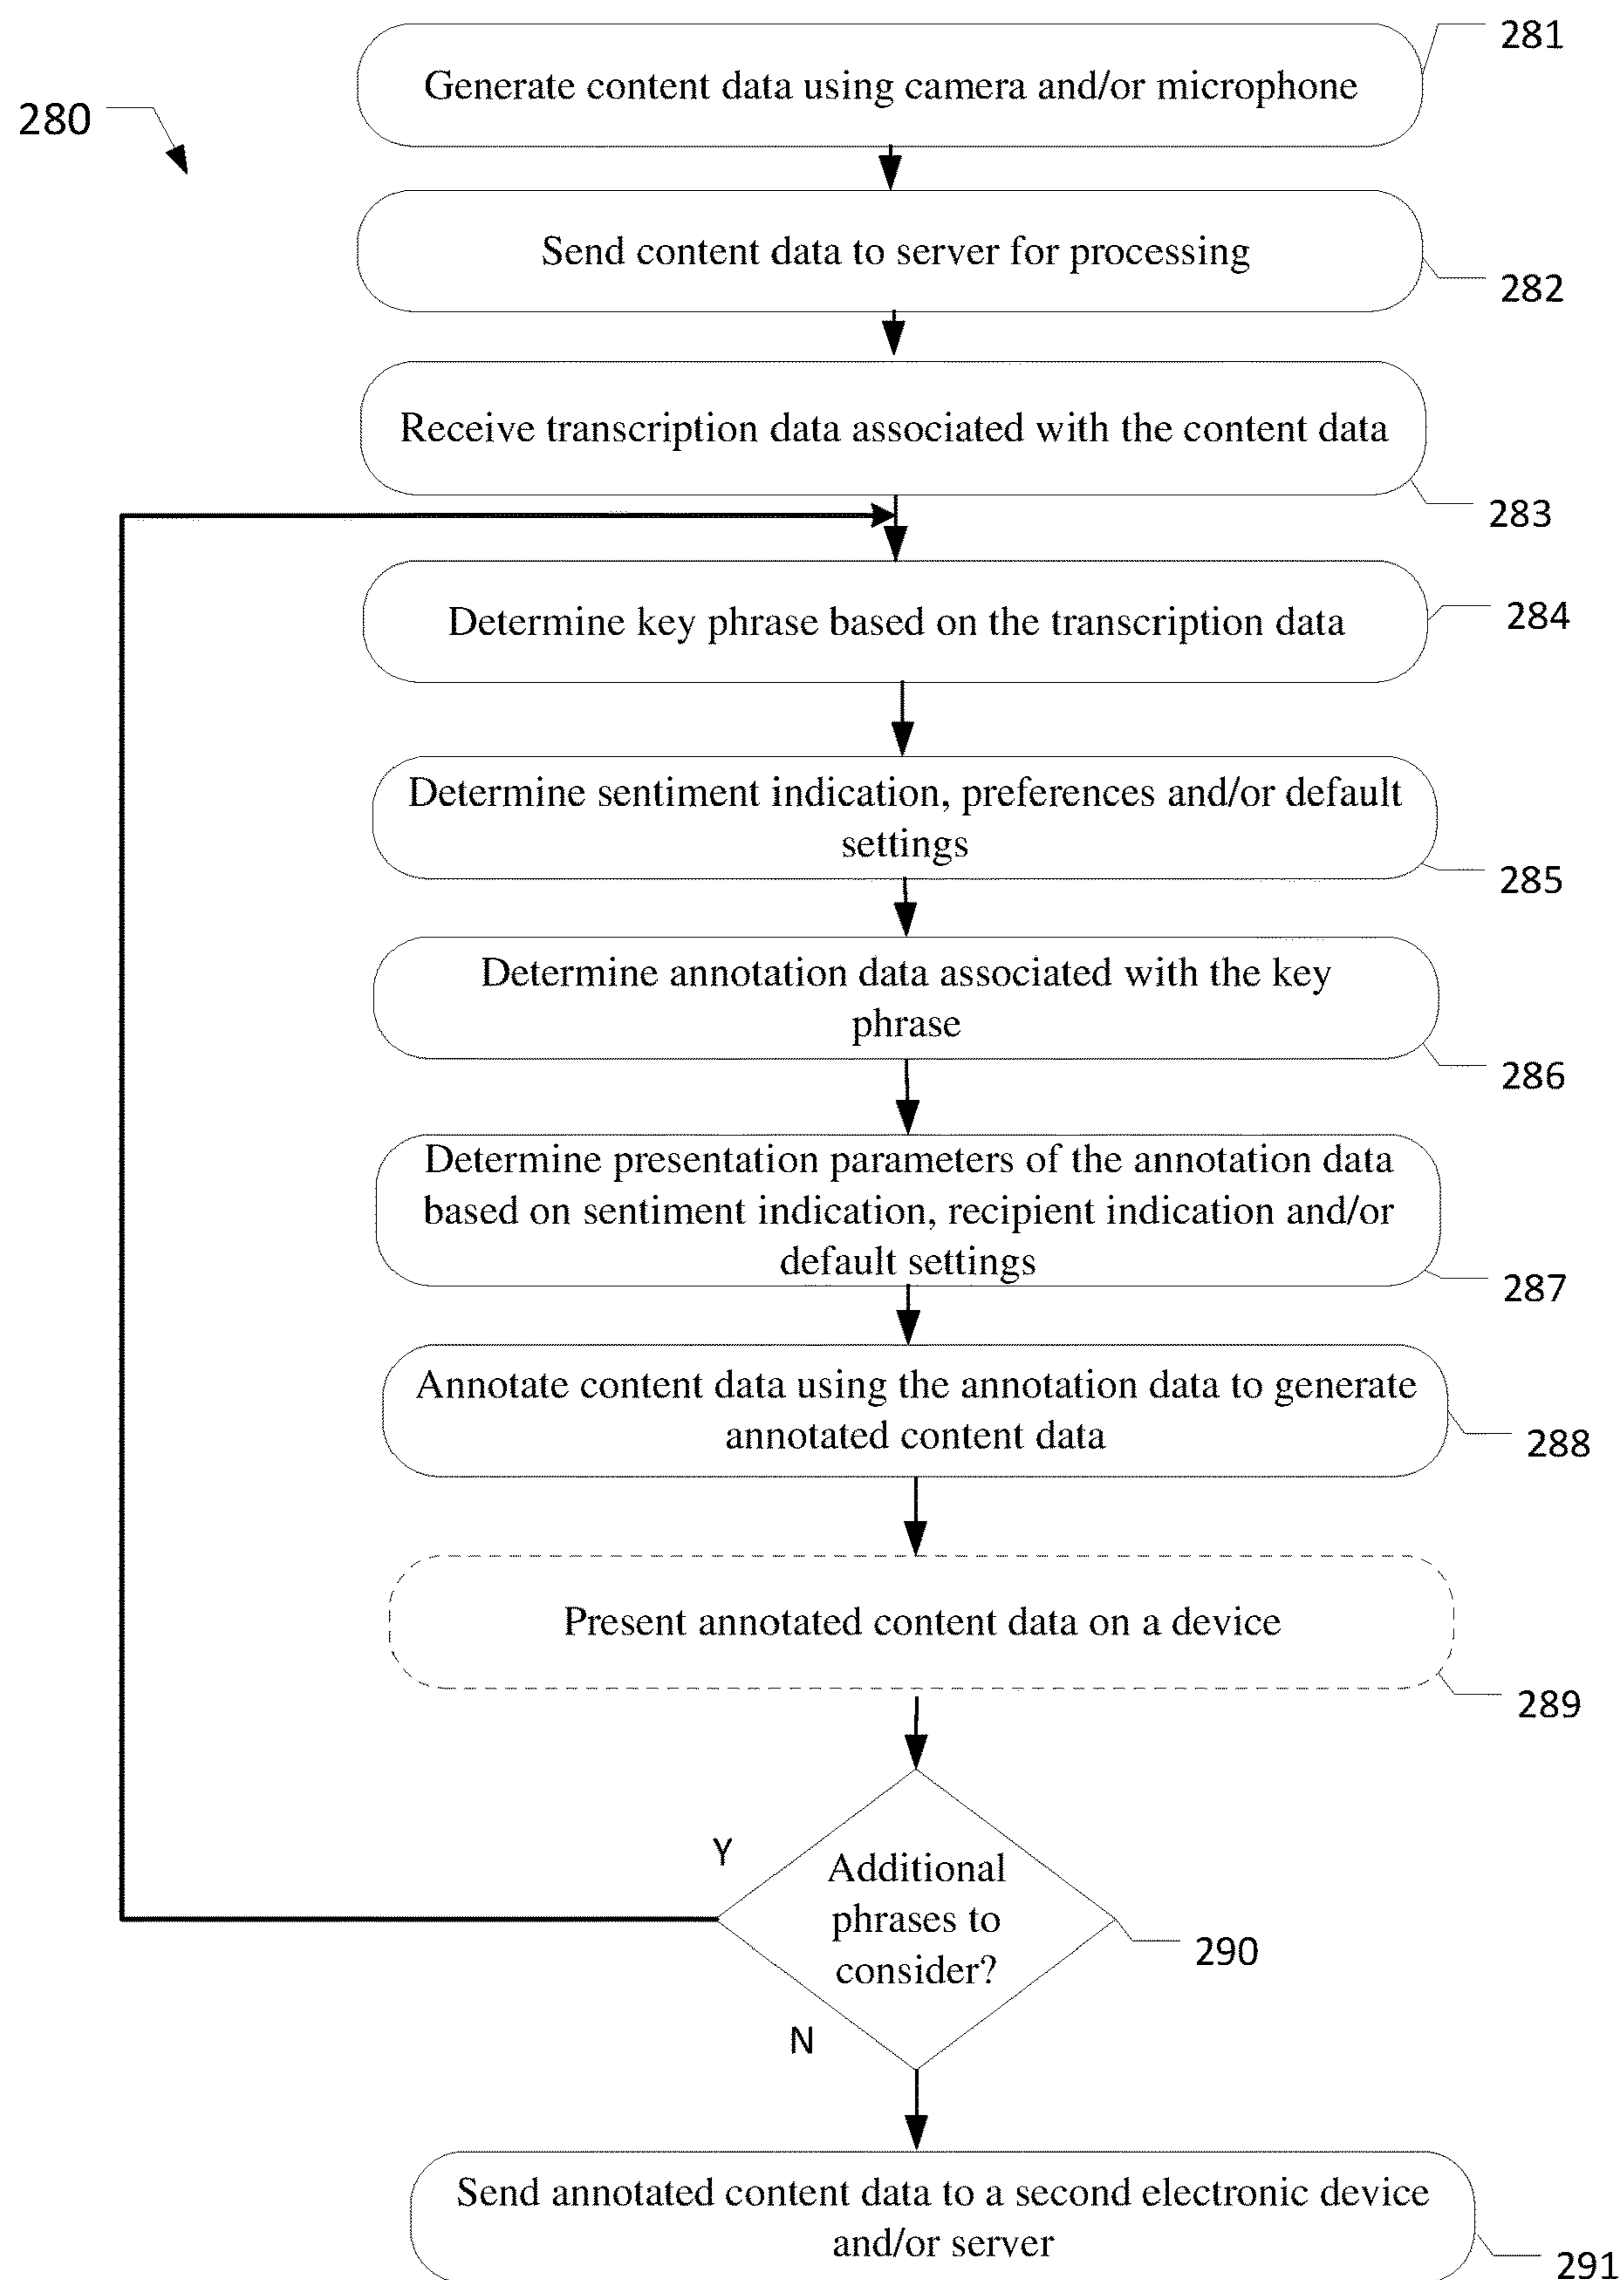 281
Generate content data using camera and/or microphone
280
Send content data to server for processing
282
Receive transcription data associated with the content data
283
Determine key phrase based on the transcription data
284
Determine sentiment indication, preferences and/or default
settings
285
Determine annotation data associated with the key
phrase
286
Determine presentation parameters of the annotation data
based on sentiment indication, recipient indication and/or
default settings
287
Annotate content data using the annotation data to generate
annotated content data
288
Present annotated content data on a device
289
Y
Additional
phrases to
consider?
290
N
Send annotated content data to a second electronic device
and/or server
291